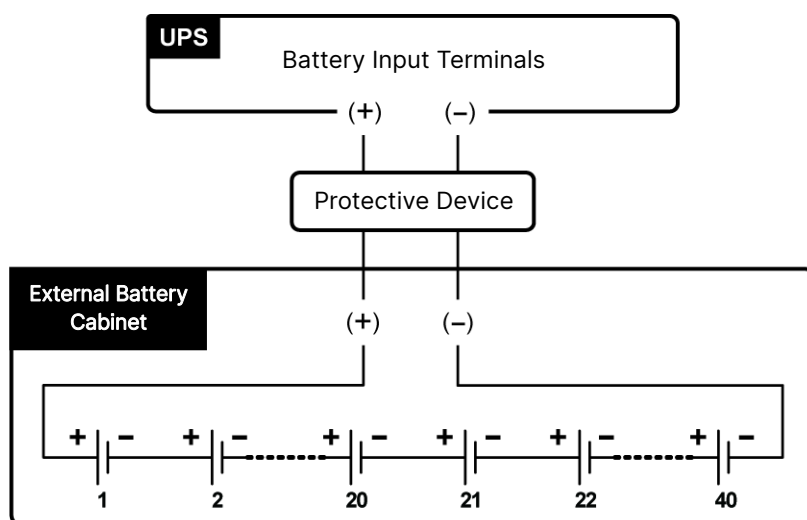 UPS
Battery Input Terminals
(+) (–)
Protective Device
External Battery
Cabinet
(+) (–)
+ – + – + – + – + – + –
1 2 20 21 22 40